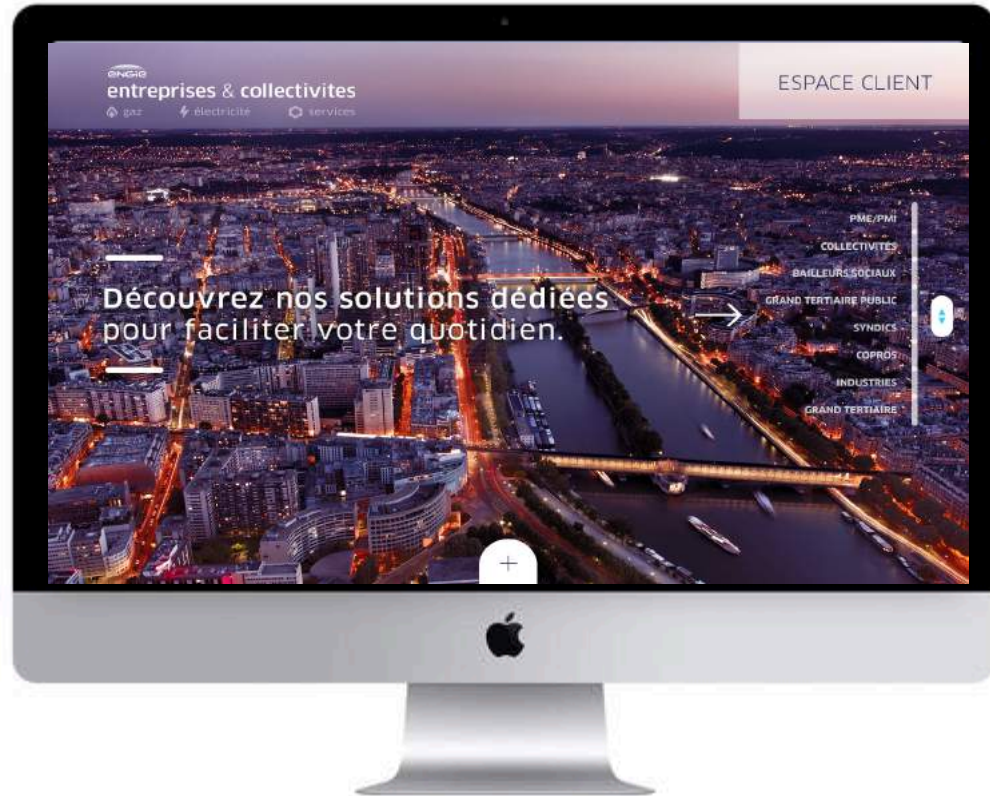 ENGIE
entreprises & collectivites
gaz électricité services
ESPACE CLIENT
Découvrez nos solutions dédiées
pour faciliter votre quotidien.
PME/PMI
COLLECTIVITÉS
BAILLEURS SOCIAUX
GRAND TERTIAIRE PUBLIC
SYNDICS
COPROS
INDUSTRIES
GRAND TERTIAIRE